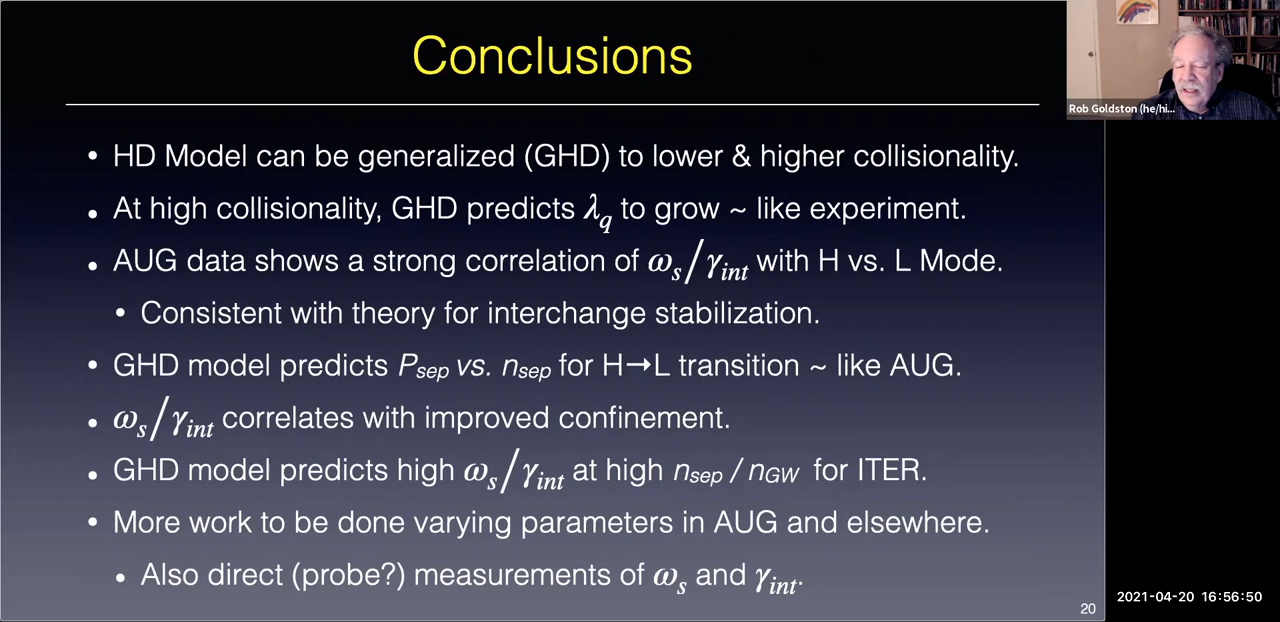 Conclusions
Rob Goldston (he/hi...
• HD Model can be generalized (GHD) to lower & higher collisionality.
• At high collisionality, GHD predicts λq to grow ~ like experiment.
• AUG data shows a strong correlation of ωs/γint with H vs. L Mode.
• Consistent with theory for interchange stabilization.
• GHD model predicts Psep vs. nsep for H→L transition ~ like AUG.
• ωs/γint correlates with improved confinement.
• GHD model predicts high ωs/γint at high nsep / nGW for ITER.
• More work to be done varying parameters in AUG and elsewhere.
• Also direct (probe?) measurements of ωs and γint.
2021-04-20 16:56:50
20